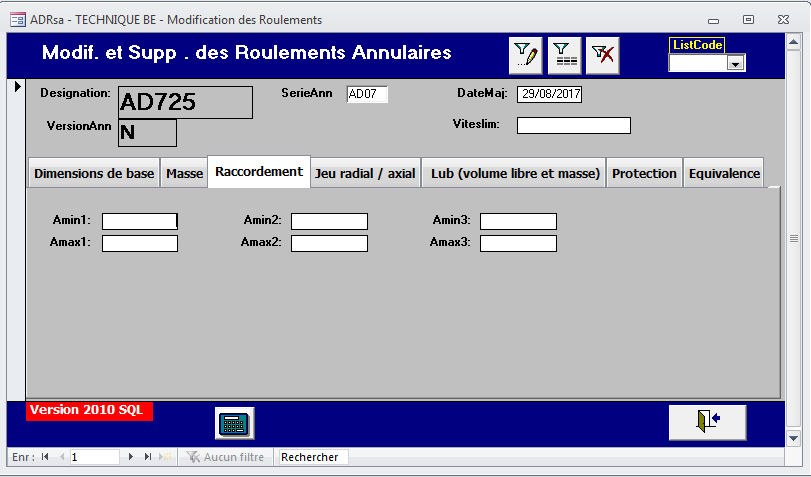 ADRsa - TECHNIQUE BE - Modification des Roulements
Modif. et Supp . des Roulements Annulaires
ListCode
Designation: AD725 SerieAnn AD07 DateMaj: 29/08/2017
VersionAnn N Viteslim:
Dimensions de base Masse Raccordement Jeu radial / axial Lub (volume libre et masse) Protection Equivalence
Amin1: Amin2: Amin3:
Amax1: Amax2: Amax3:
Version 2010 SQL
Enr : 1 Aucun filtre Rechercher